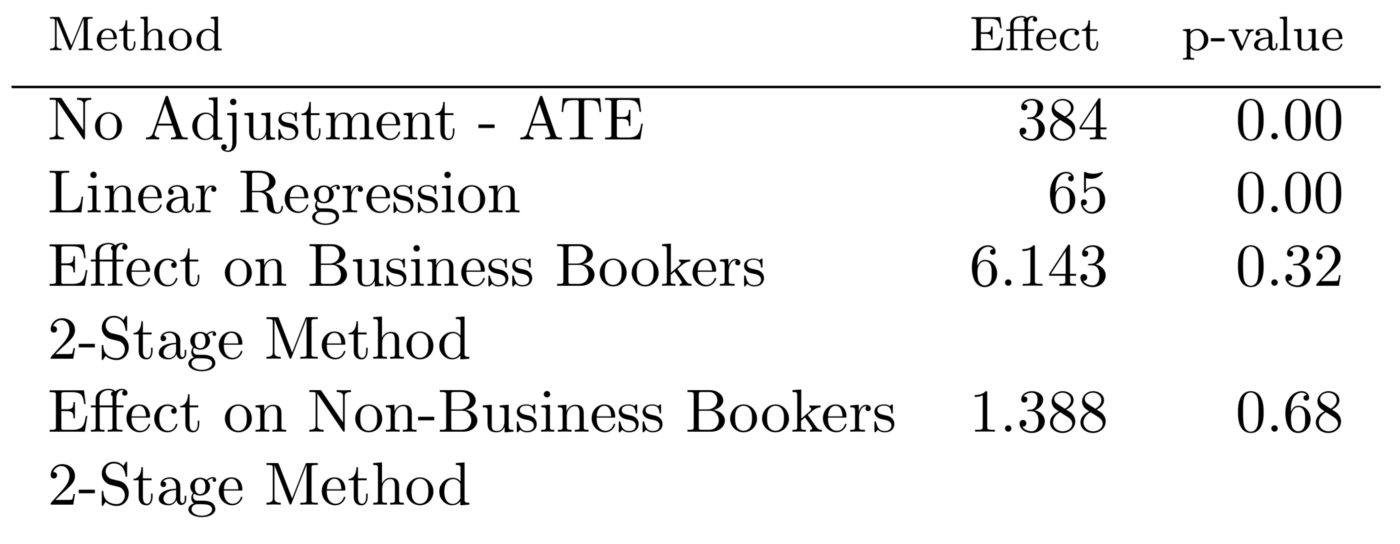 Method Effect p-value
No Adjustment - ATE 384 0.00
Linear Regression 65 0.00
Effect on Business Bookers 6.143 0.32
2-Stage Method
Effect on Non-Business Bookers 1.388 0.68
2-Stage Method